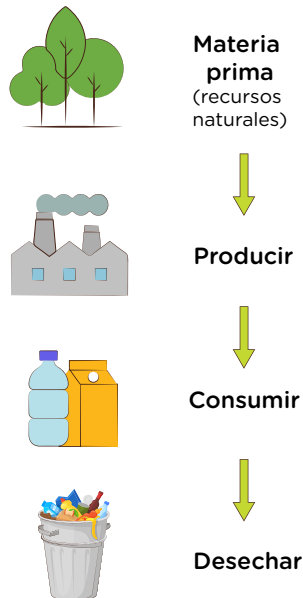 Materia
prima
(recursos
naturales)
Producir
Consumir
Desechar